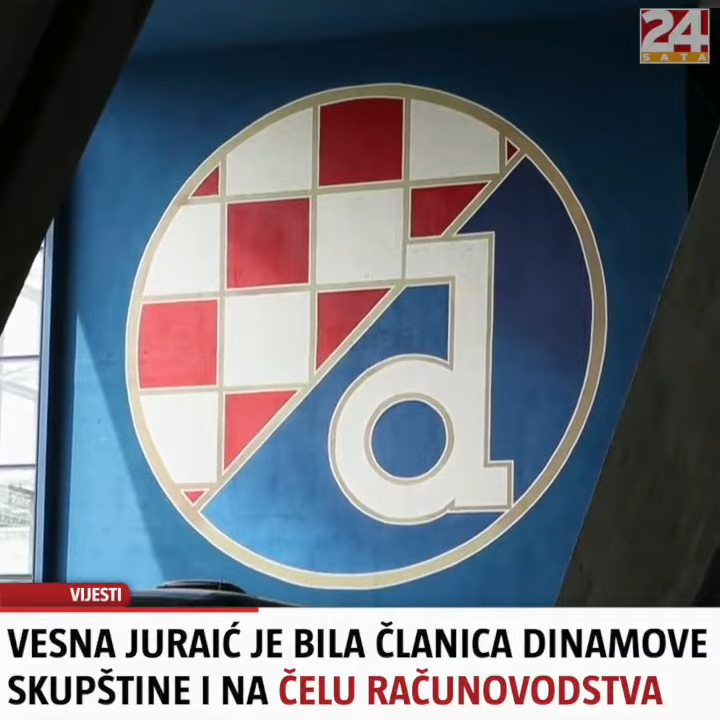 24
SATA
VIJESTI
VESNA JURAIĆ JE BILA ČLANICA DINAMOVE
SKUPŠTINE I NA ČELU RAČUNOVODSTVA